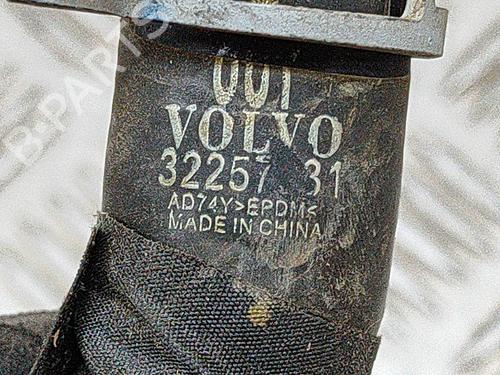 001
VOLVO
32257 31
AD74Y>EPDM<
MADE IN CHINA
B-PARTS